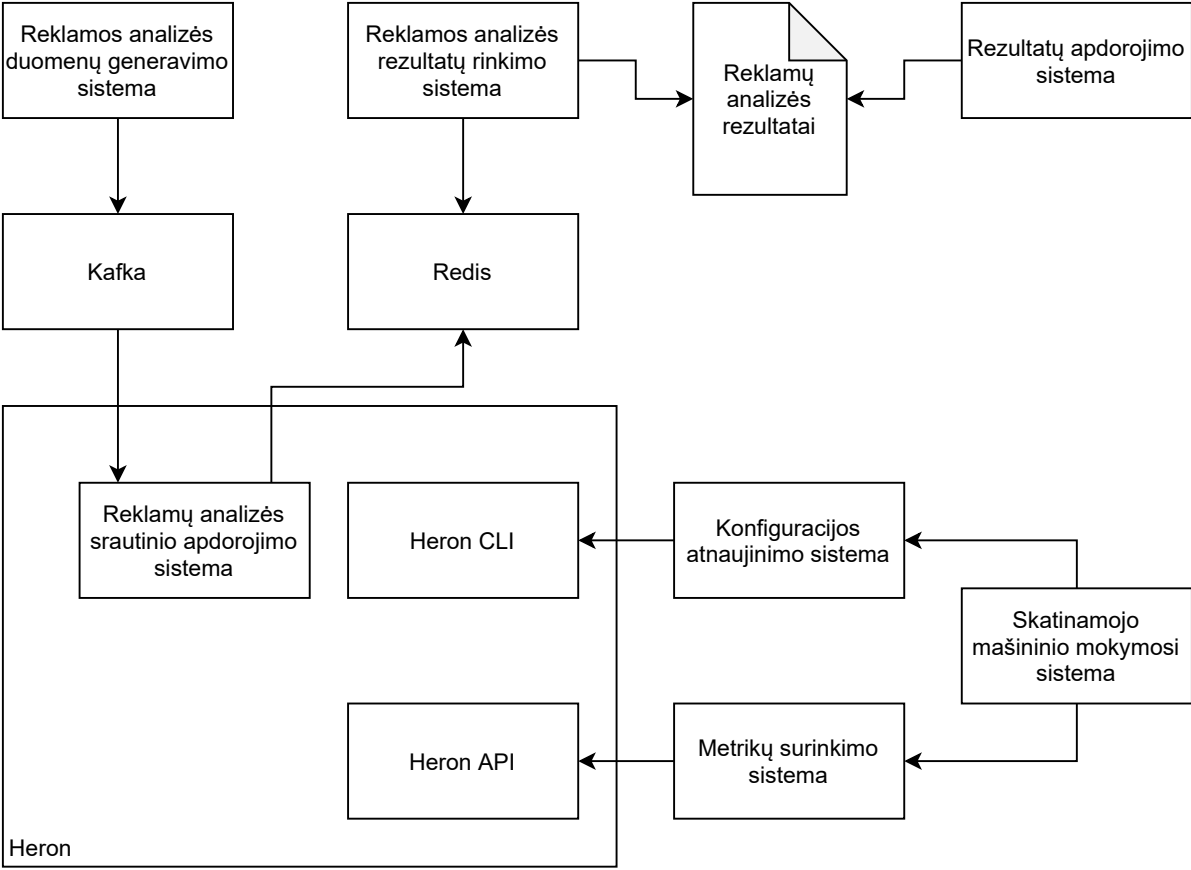 Reklamos analizės
duomenų generavimo
sistema
Reklamos analizės
rezultatų rinkimo
sistema
Reklamų
analizės
rezultatai
Rezultatų apdorojimo
sistema
Kafka
Redis
Reklamų analizės
srautinio apdorojimo
sistema
Heron CLI
Konfiguracijos
atnaujinimo sistema
Skatinamojo
mašininio mokymosi
sistema
Heron API
Metrikų surinkimo
sistema
Heron